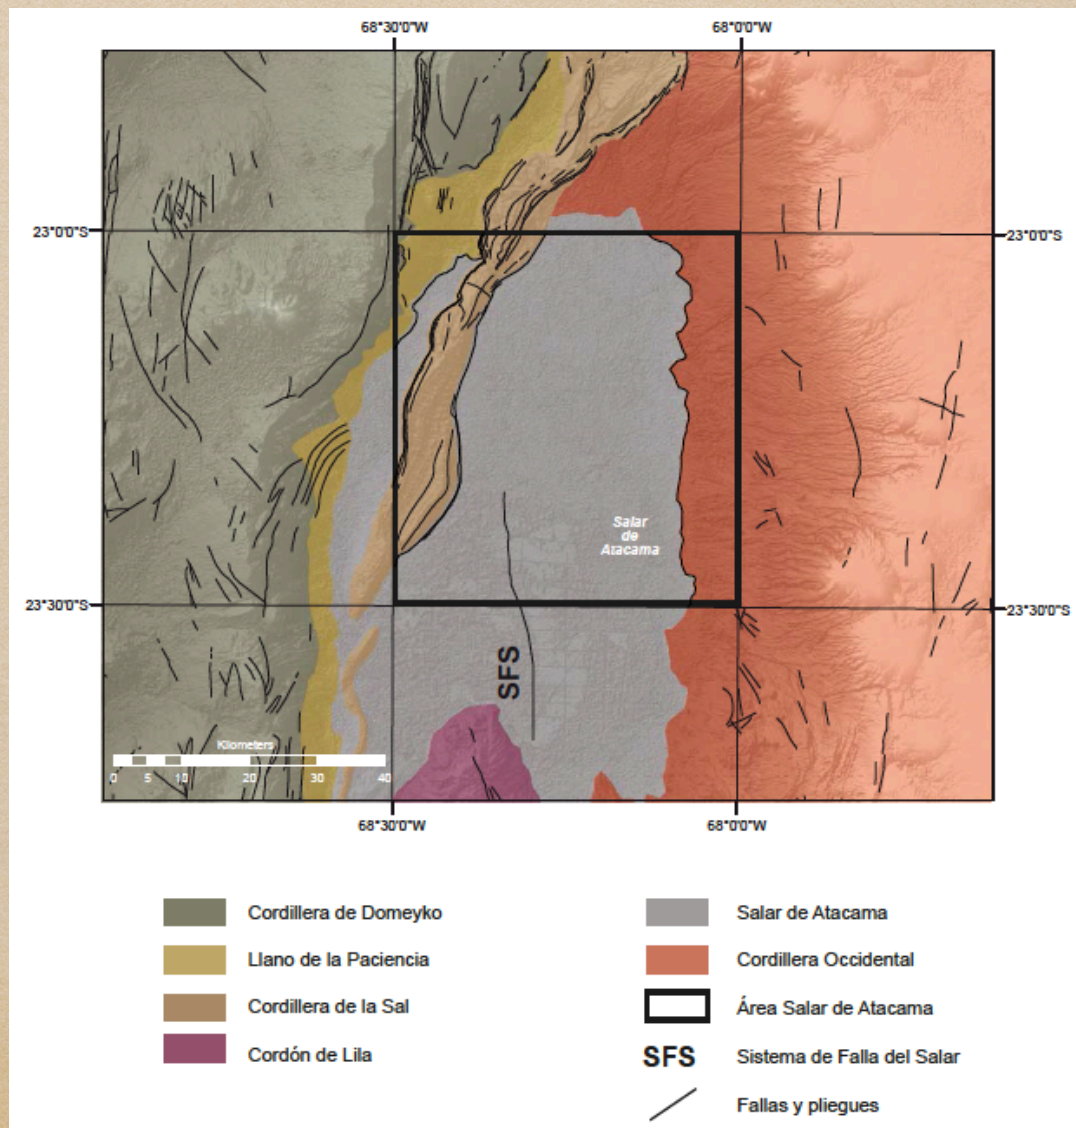 68°30'0"W
68°0'0"W
23°0'0"S
23°0'0"S
Salar
de
Atacama
23°30'0"S
23°30'0"S
SFS
Kilometers
0 5 10 20 30 40
68°30'0"W
68°0'0"W
Cordillera de Domeyko
Llano de la Paciencia
Cordillera de la Sal
Cordón de Lila
Salar de Atacama
Cordillera Occidental
Área Salar de Atacama
SFS Sistema de Falla del Salar
Fallas y pliegues